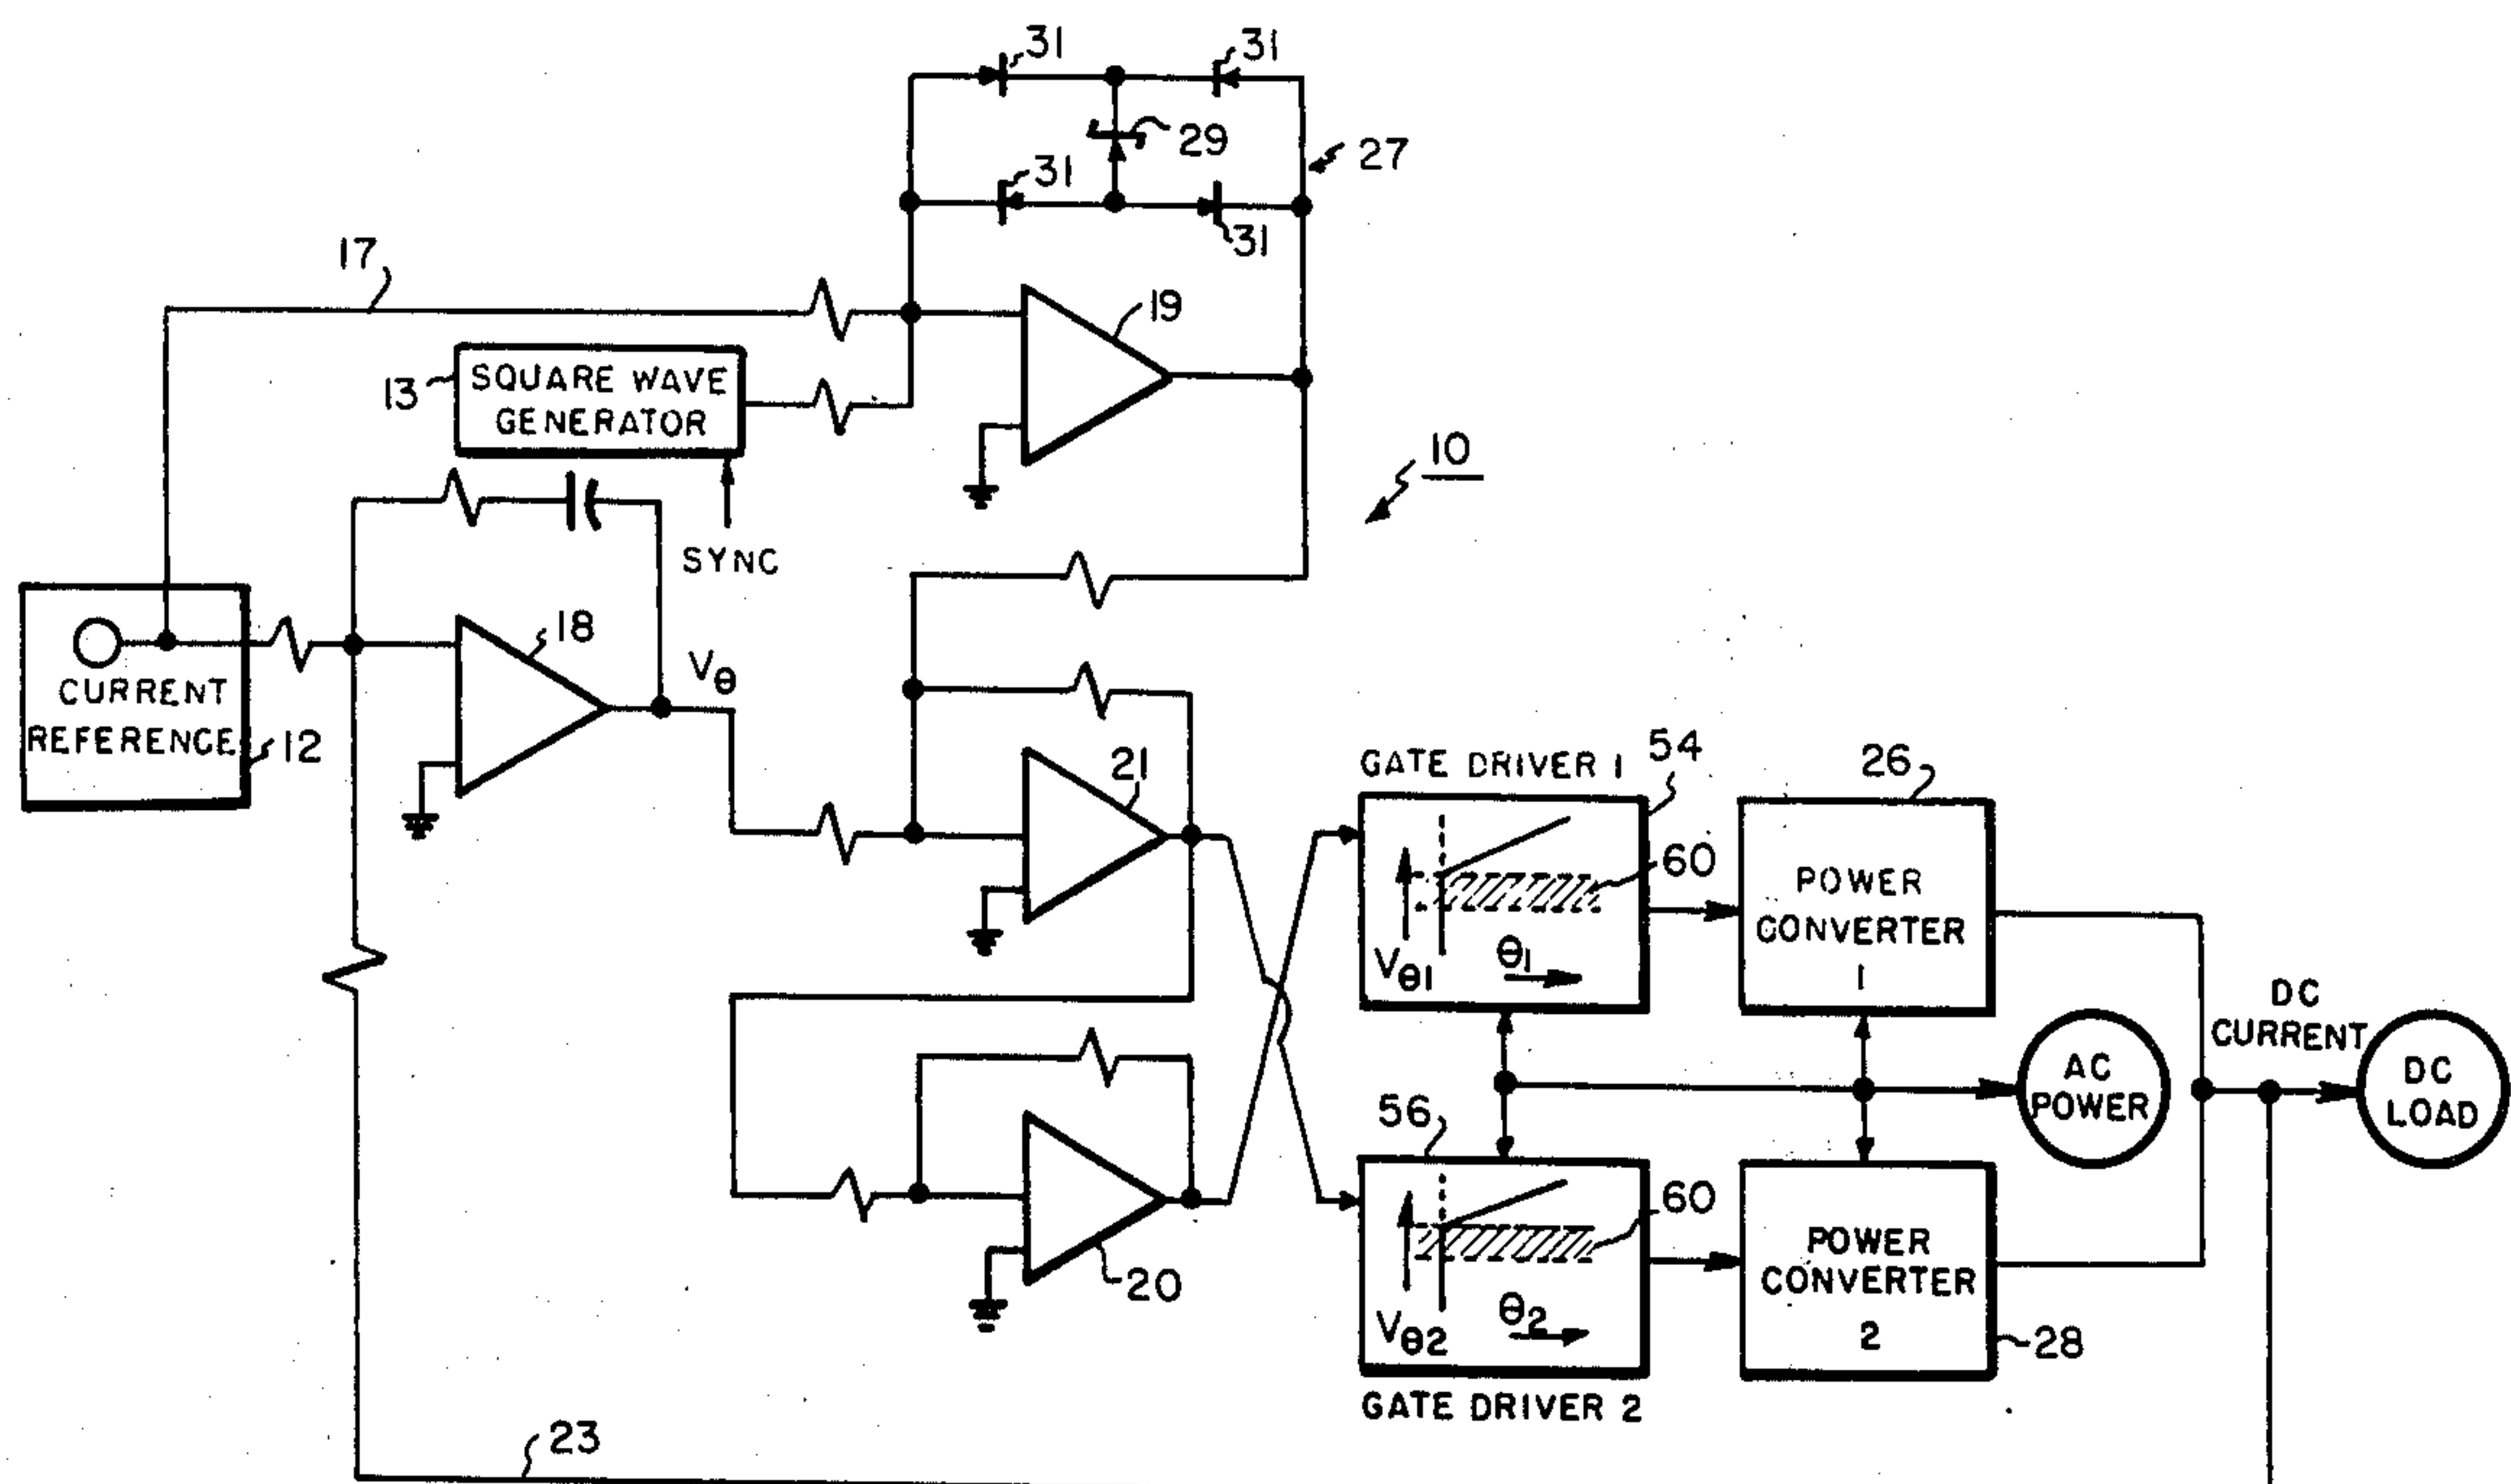 31
31
29
27
31
31
17
19
13
SQUARE WAVE
GENERATOR
10
SYNC
18
Vθ
CURRENT
REFERENCE
12
21
GATE DRIVER 1
54
26
60
Vθ1
θ1
POWER
CONVERTER
1
DC
CURRENT
AC
POWER
DC
LOAD
56
60
Vθ2
θ2
POWER
CONVERTER
2
20
28
GATE DRIVER 2
23